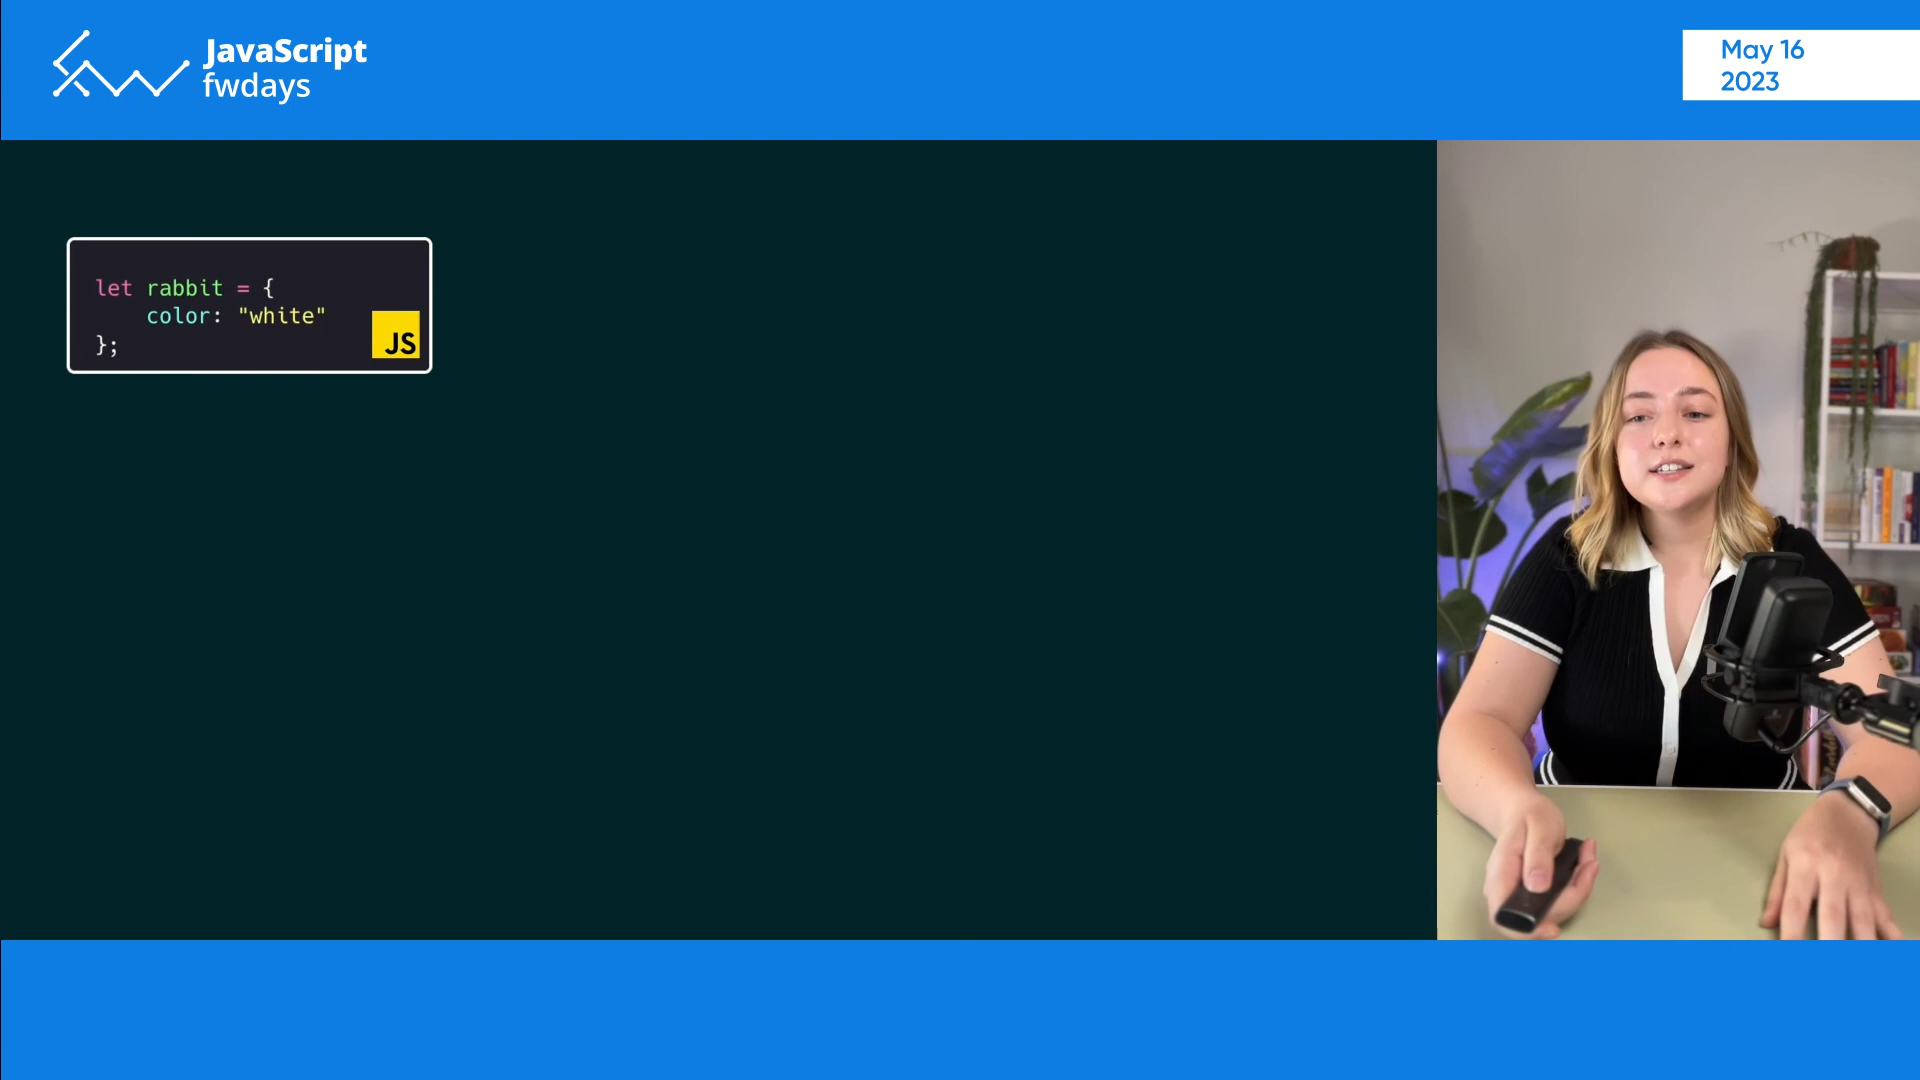 JavaScript
fwdays
May 16
2023
let rabbit = {
    color: "white"
};
JS